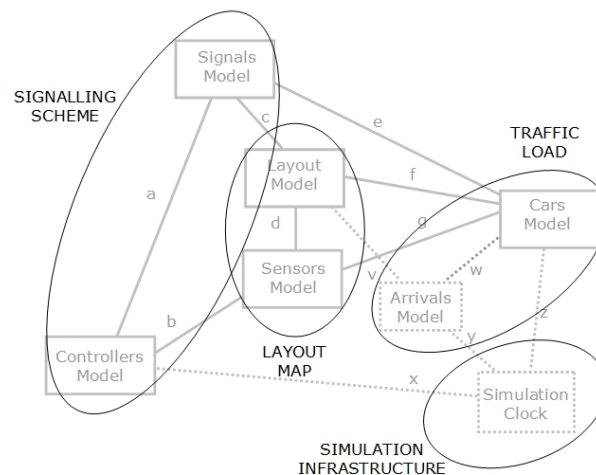 Signals
Model
SIGNALLING
SCHEME
c
e
TRAFFIC
LOAD
Layout
Model
f
a
Cars
Model
d
g
Sensors
Model
v
w
Arrivals
Model
z
b
y
Controllers
Model
LAYOUT
MAP
x
Simulation
Clock
SIMULATION
INFRASTRUCTURE